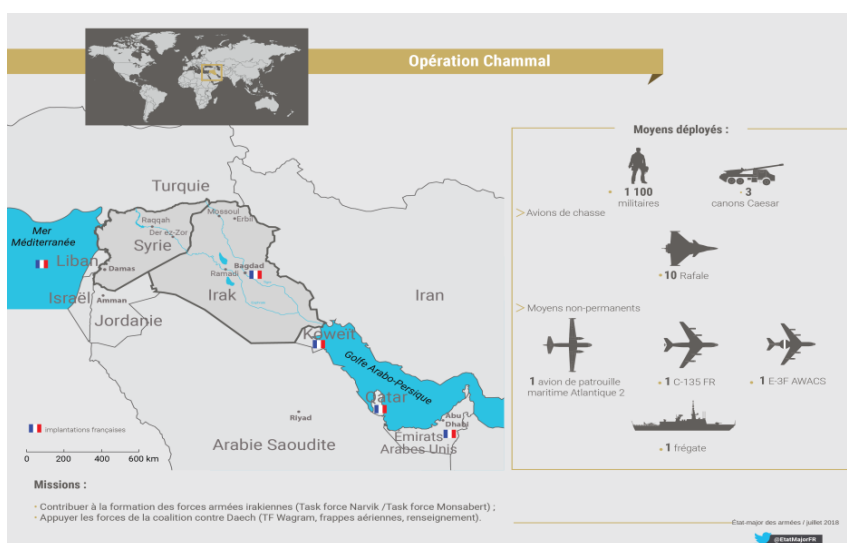 Opération Chammal
Turquie
Mossoul
Erbil
Raqqah
Der ez-Zor
Mer
Méditerranée
Syrie
Liban
Damas
Bagdad
Ramadi
Israël
Amman
Irak
Iran
Jordanie
Koweït
Golfe Arabo-Persique
Qatar
Riyad
Abu
Dhabi
Emirats
Arabes Unis
Arabie Saoudite
implantations françaises
0 200 400 600 km
Moyens déployés :
1 100
militaires
3
canons Caesar
Avions de chasse
10 Rafale
Moyens non-permanents
1 avion de patrouille
maritime Atlantique 2
1 C-135 FR
1 E-3F AWACS
1 frégate
Missions :
- Contribuer à la formation des forces armées irakiennes (Task force Narvik /Task force Monsabert) ;
- Appuyer les forces de la coalition contre Daech (TF Wagram, frappes aériennes, renseignement).
État-major des armées / juillet 2018
@EtatMajorFR